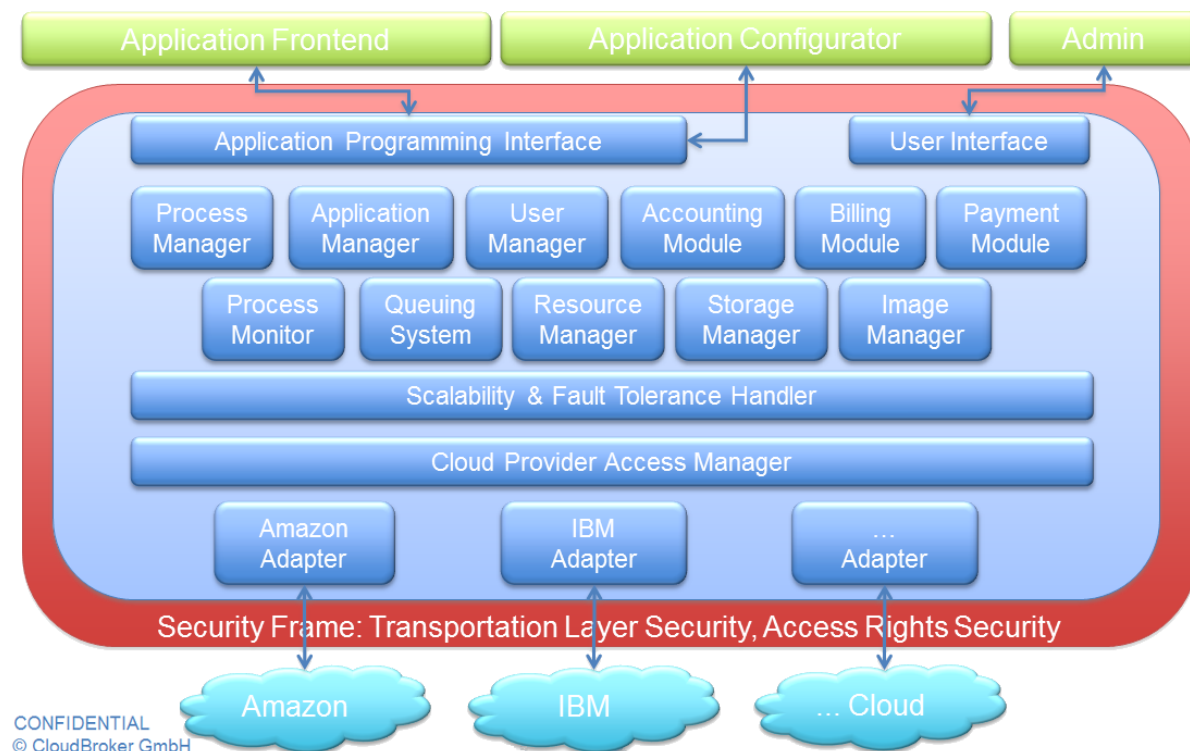 Application Frontend
Application Configurator
Admin
Application Programming Interface
User Interface
Process
Manager
Application
Manager
User
Manager
Accounting
Module
Billing
Module
Payment
Module
Process
Monitor
Queuing
System
Resource
Manager
Storage
Manager
Image
Manager
Scalability & Fault Tolerance Handler
Cloud Provider Access Manager
Amazon
Adapter
IBM
Adapter
...
Adapter
Security Frame: Transportation Layer Security, Access Rights Security
Amazon
IBM
... Cloud
CONFIDENTIAL
© CloudBroker GmbH